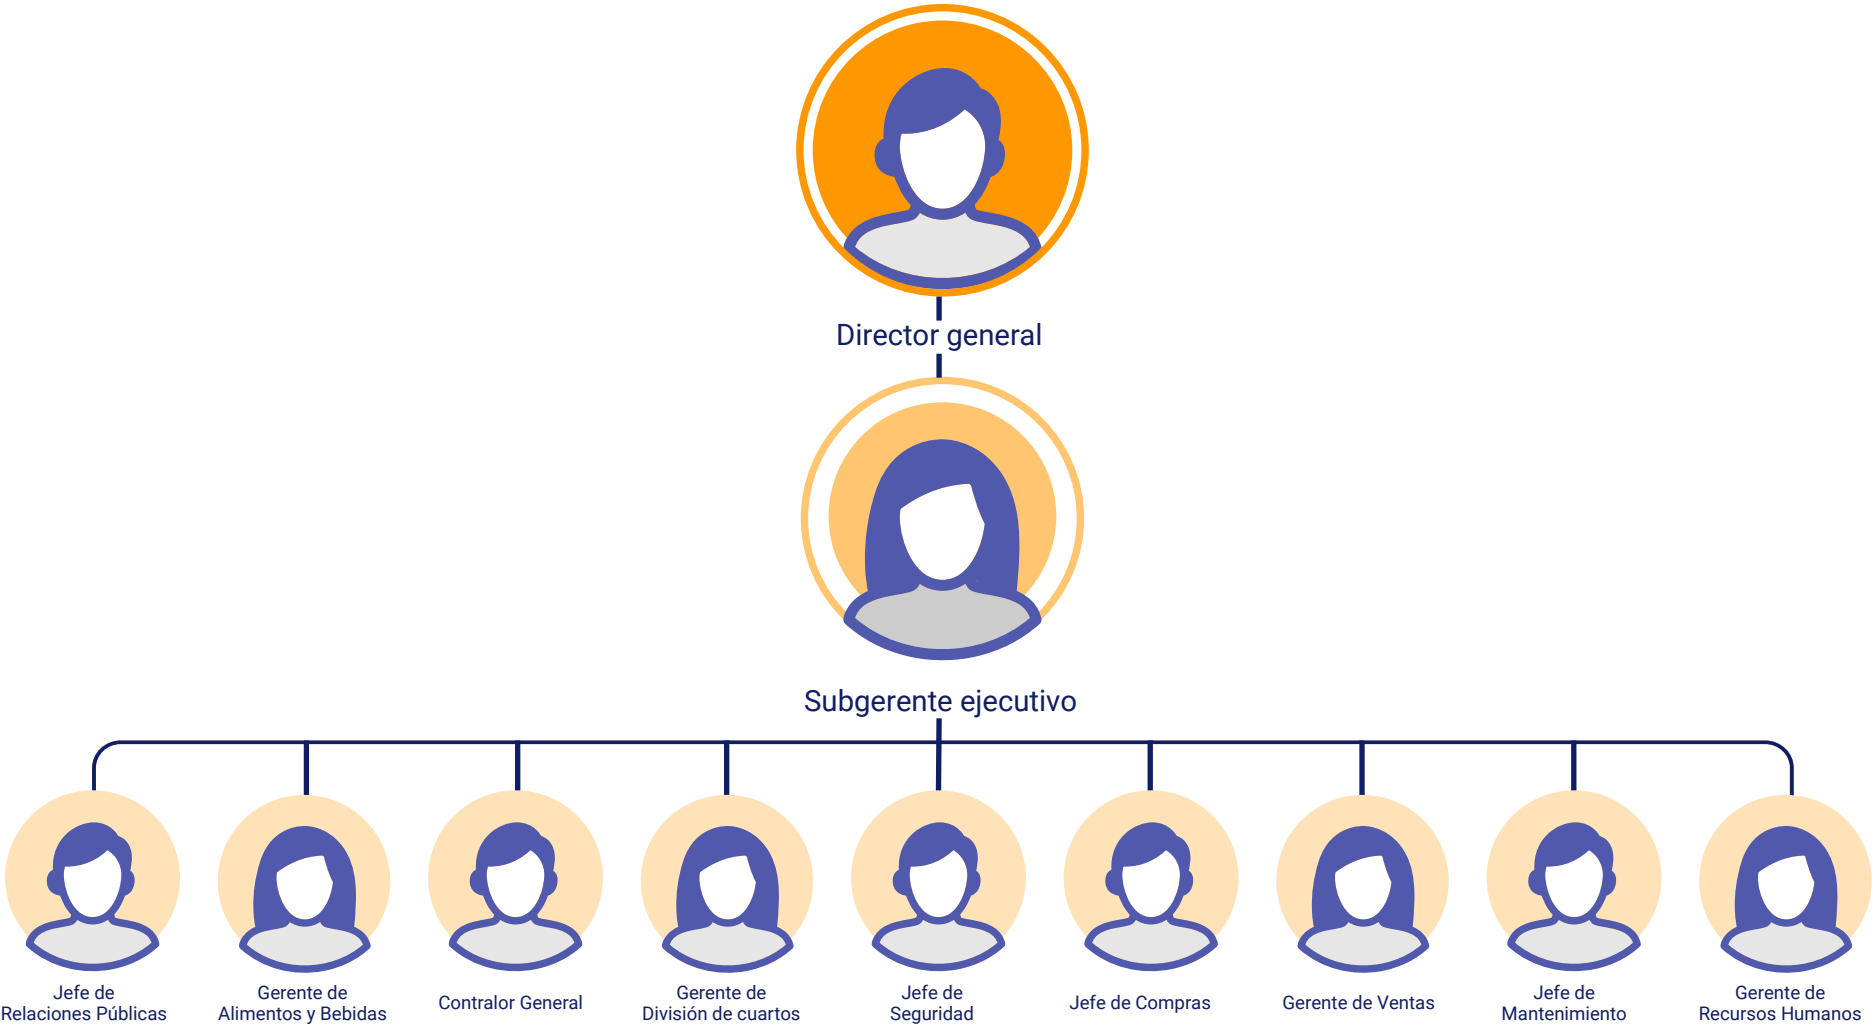 Director general
Subgerente ejecutivo
Jefe de
Relaciones Públicas
Gerente de
Alimentos y Bebidas
Contralor General
Gerente de
División de cuartos
Jefe de
Seguridad
Jefe de Compras
Gerente de Ventas
Jefe de
Mantenimiento
Gerente de
Recursos Humanos